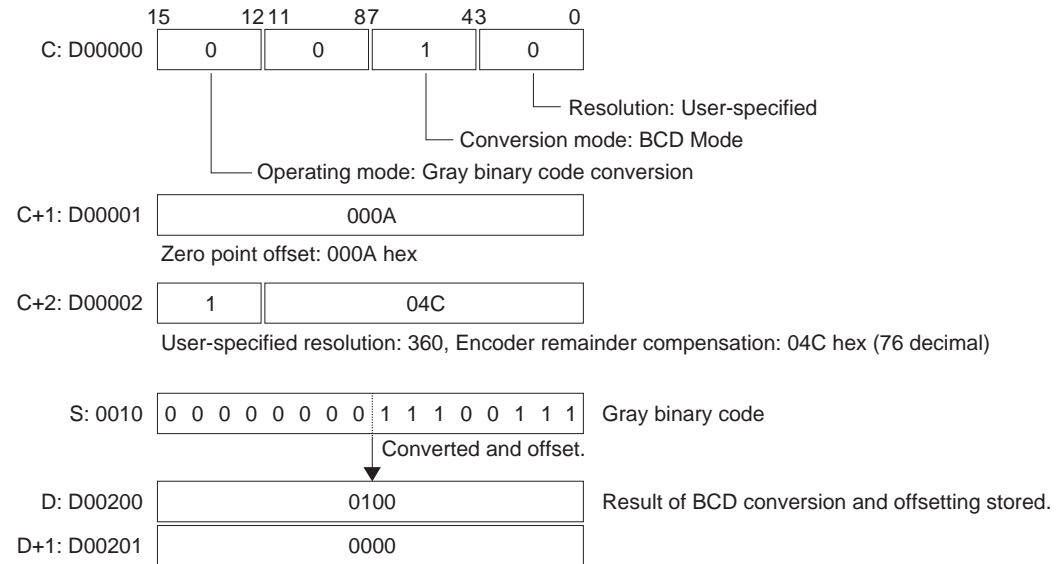 15 12 11 8 7 4 3 0
C: D00000 0 0 1 0
Resolution: User-specified
Conversion mode: BCD Mode
Operating mode: Gray binary code conversion
C+1: D00001 000A
Zero point offset: 000A hex
C+2: D00002 1 04C
User-specified resolution: 360, Encoder remainder compensation: 04C hex (76 decimal)
S: 0010 0 0 0 0 0 0 0 0 1 1 1 0 0 1 1 1 Gray binary code
Converted and offset.
D: D00200 0100 Result of BCD conversion and offsetting stored.
D+1: D00201 0000